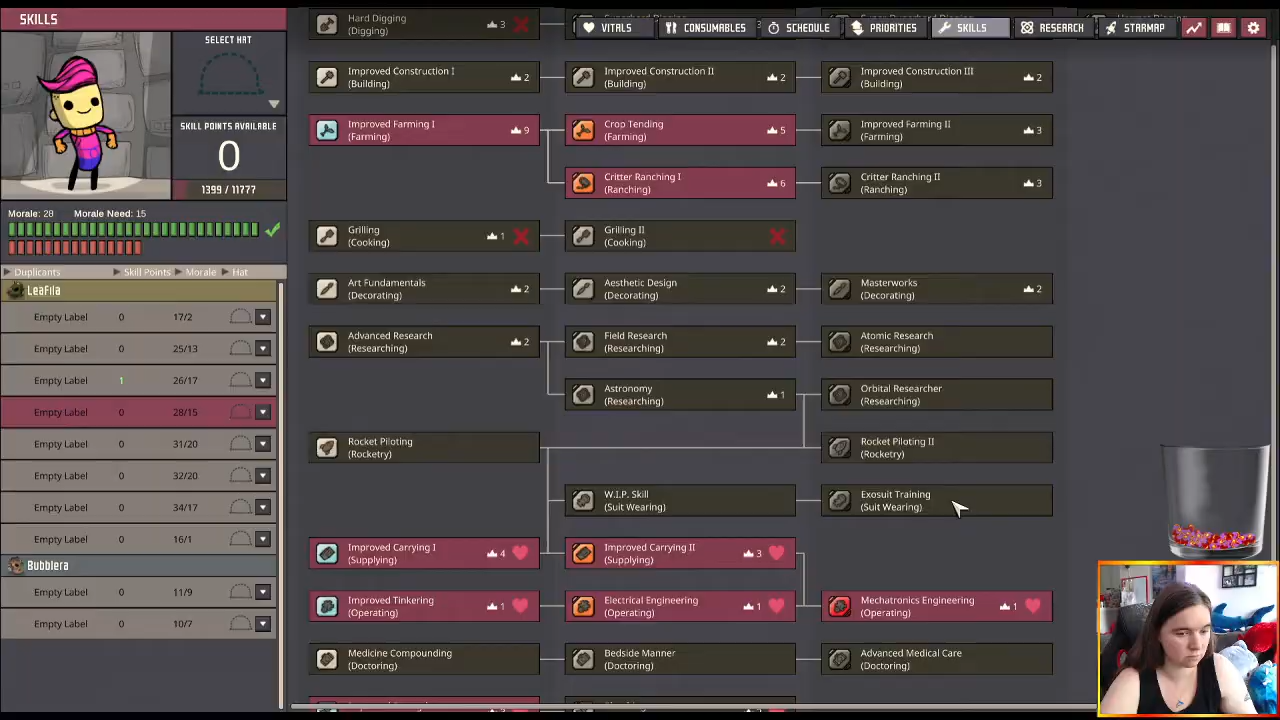 SKILLS
VITALS
CONSUMABLES
SCHEDULE
PRIORITIES
SKILLS
RESEARCH
STARMAP
SELECT HAT
SKILL POINTS AVAILABLE
0
1399 / 11777
Morale: 28 Morale Need: 15
Duplicants Skill Points Morale Hat
LeaFila
Empty Label 0 17/2
Empty Label 0 25/13
Empty Label 1 26/17
Empty Label 0 28/15
Empty Label 0 31/20
Empty Label 0 32/20
Empty Label 0 34/17
Empty Label 0 16/1
Bubblera
Empty Label 0 11/9
Empty Label 0 10/7
Hard Digging
(Digging)
3
Improved Construction I
(Building)
2
Improved Construction II
(Building)
2
Improved Construction III
(Building)
2
Improved Farming I
(Farming)
9
Crop Tending
(Farming)
5
Improved Farming II
(Farming)
3
Critter Ranching I
(Ranching)
6
Critter Ranching II
(Ranching)
3
Grilling
(Cooking)
1
Grilling II
(Cooking)
Art Fundamentals
(Decorating)
2
Aesthetic Design
(Decorating)
2
Masterworks
(Decorating)
2
Advanced Research
(Researching)
2
Field Research
(Researching)
2
Atomic Research
(Researching)
Astronomy
(Researching)
1
Orbital Researcher
(Researching)
Rocket Piloting
(Rocketry)
Rocket Piloting II
(Rocketry)
W.I.P. Skill
(Suit Wearing)
Exosuit Training
(Suit Wearing)
Improved Carrying I
(Supplying)
4
Improved Carrying II
(Supplying)
3
Improved Tinkering
(Operating)
1
Electrical Engineering
(Operating)
1
Mechatronics Engineering
(Operating)
1
Medicine Compounding
(Doctoring)
Bedside Manner
(Doctoring)
Advanced Medical Care
(Doctoring)